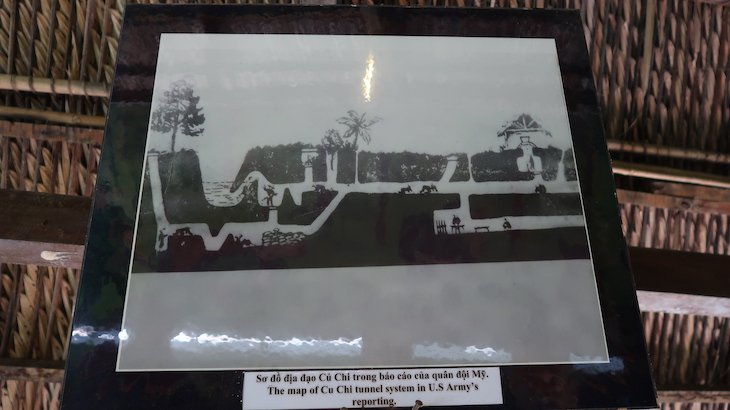 Sơ đồ địa đạo Củ Chi trong báo cáo của quân đội Mỹ.
The map of Cu Chi tunnel system in U.S Army's
reporting.